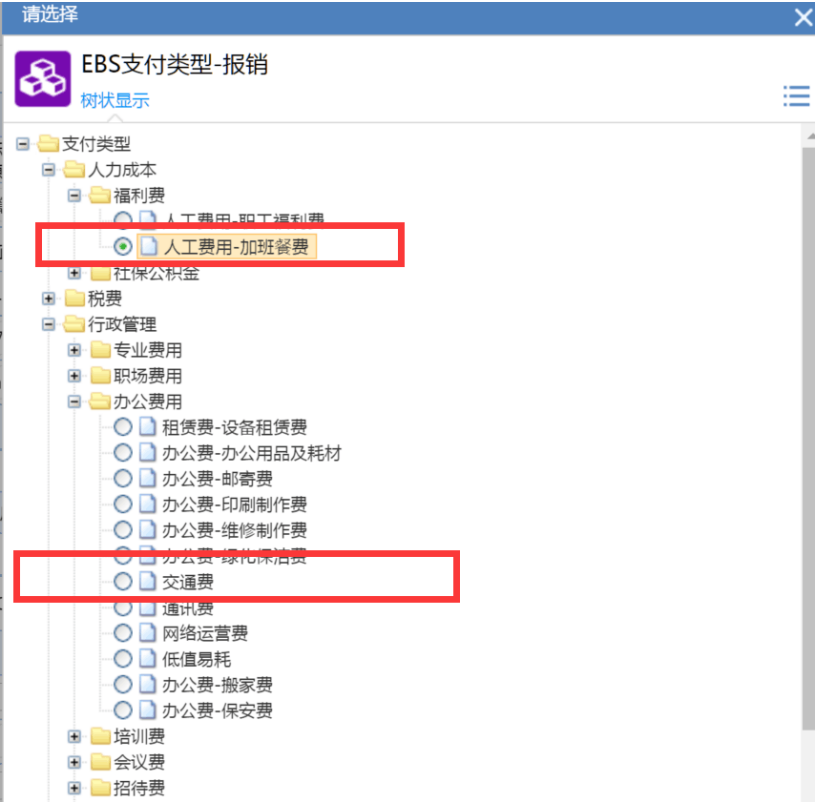 请选择
EBS支付类型-报销
树状显示
支付类型
人力成本
福利费
人工费用-职工福利费
人工费用-加班餐费
社保公积金
税费
行政管理
专业费用
职场费用
办公费用
租赁费-设备租赁费
办公费-办公用品及耗材
办公费-邮寄费
办公费-印刷制作费
办公费-维修制作费
办公费-绿化保洁费
交通费
通讯费
网络运营费
低值易耗
办公费-搬家费
办公费-保安费
培训费
会议费
招待费